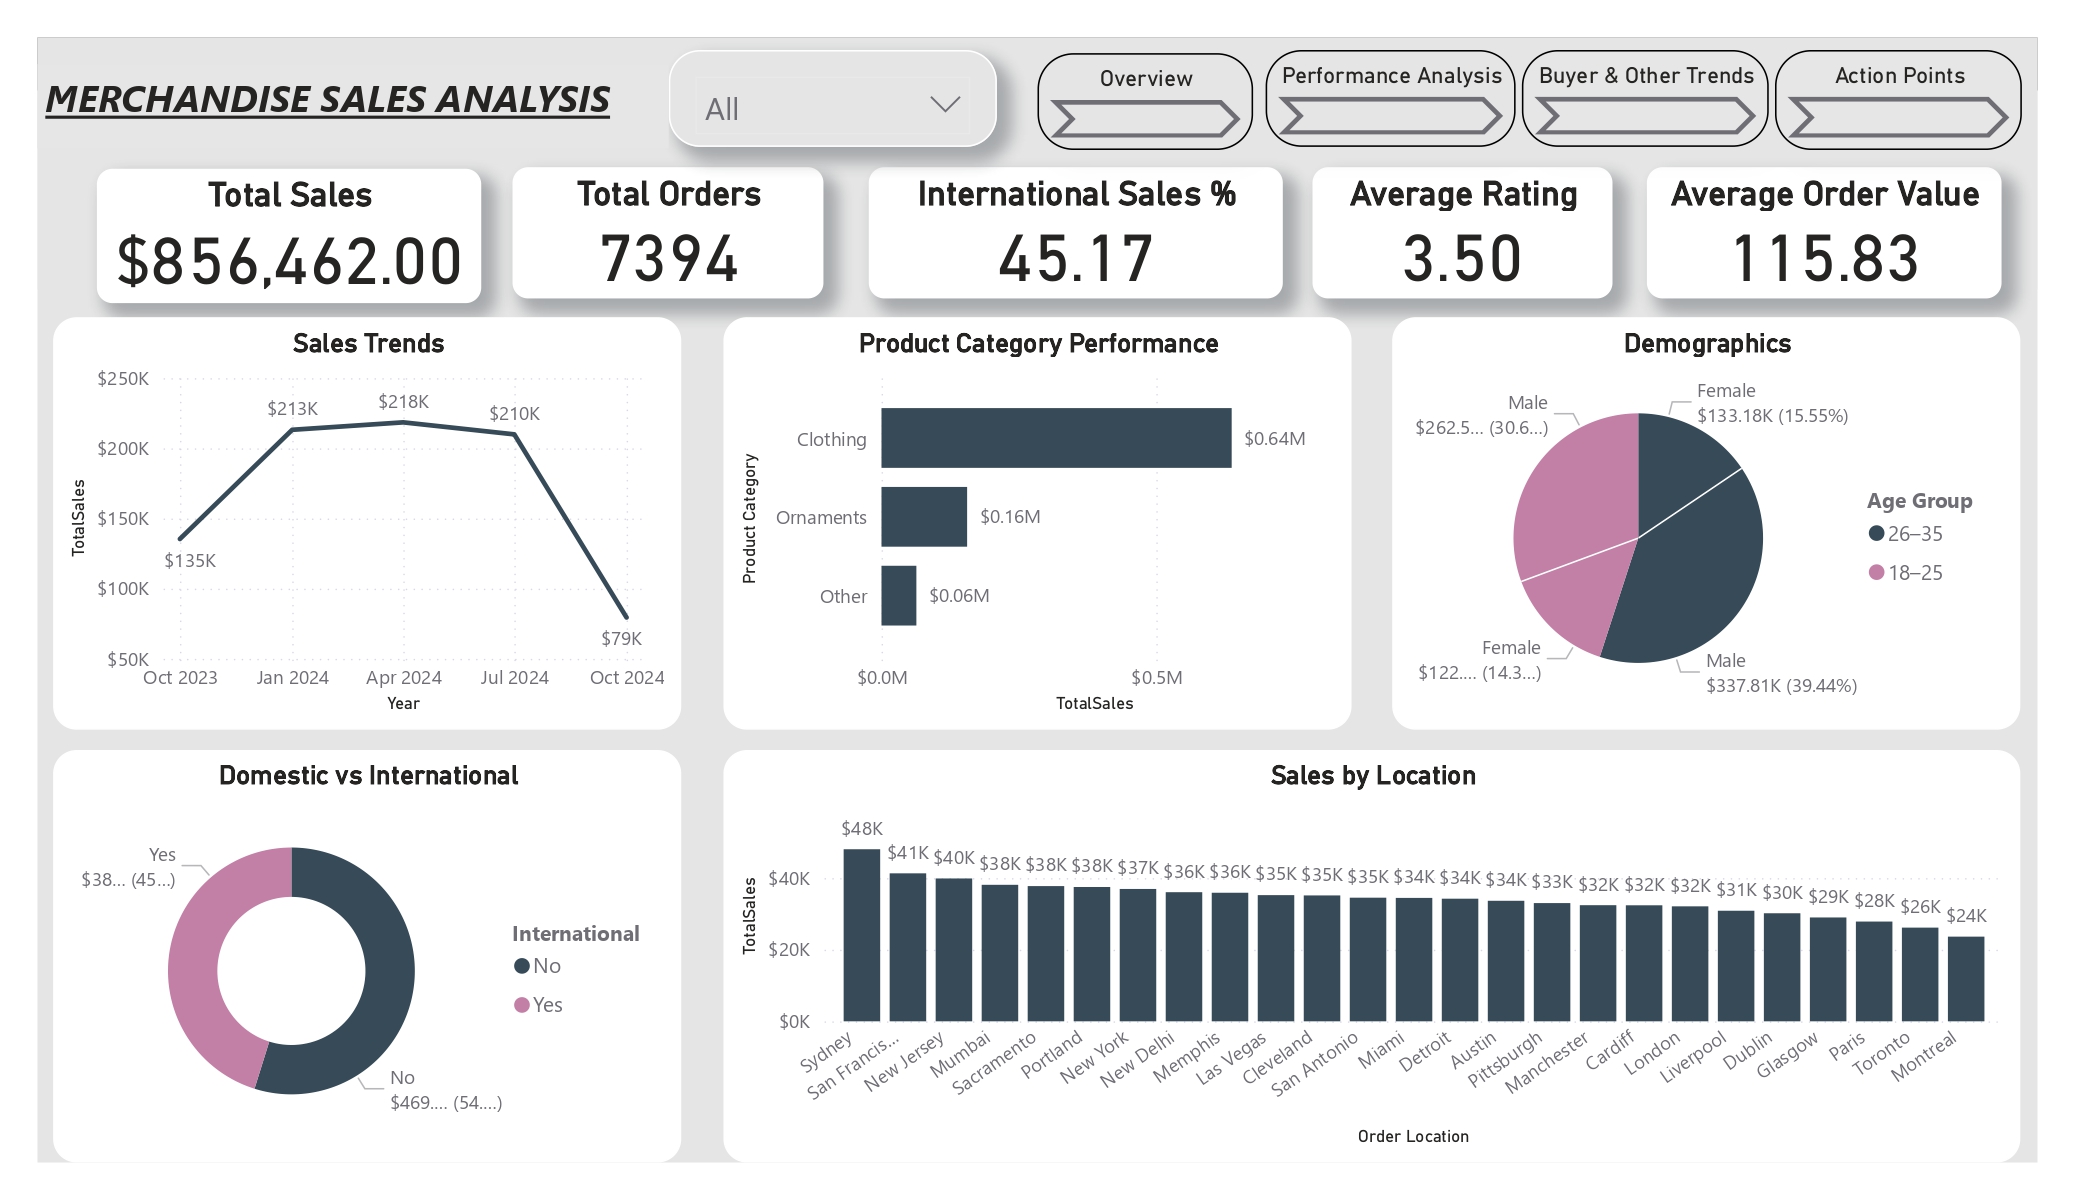 MERCHANDISE SALES ANALYSIS
All
Overview
Performance Analysis
Buyer & Other Trends
Action Points
Total Sales
$856,462.00
Total Orders
7394
International Sales %
45.17
Average Rating
3.50
Average Order Value
115.83
Sales Trends
TotalSales
$250K
$200K
$150K
$100K
$50K
$135K
$213K
$218K
$210K
$79K
Oct 2023
Jan 2024
Apr 2024
Jul 2024
Oct 2024
Year
Product Category Performance
Product Category
Clothing
$0.64M
Ornaments
$0.16M
Other
$0.06M
$0.0M
$0.5M
TotalSales
Demographics
Male
$262.5... (30.6...)
Female
$133.18K (15.55%)
Female
$122.... (14.3...)
Male
$337.81K (39.44%)
Age Group
26–35
18–25
Domestic vs International
Yes
$38... (45...)
No
$469.... (54....)
International
No
Yes
Sales by Location
TotalSales
$40K
$20K
$0K
$48K
$41K
$40K
$38K
$38K
$38K
$37K
$36K
$36K
$35K
$35K
$35K
$34K
$34K
$34K
$33K
$32K
$32K
$32K
$31K
$30K
$29K
$28K
$26K
$24K
Sydney
San Francis...
New Jersey
Mumbai
Sacramento
Portland
New York
New Delhi
Memphis
Las Vegas
Cleveland
San Antonio
Miami
Detroit
Austin
Pittsburgh
Manchester
Cardiff
London
Liverpool
Dublin
Glasgow
Paris
Toronto
Montreal
Order Location